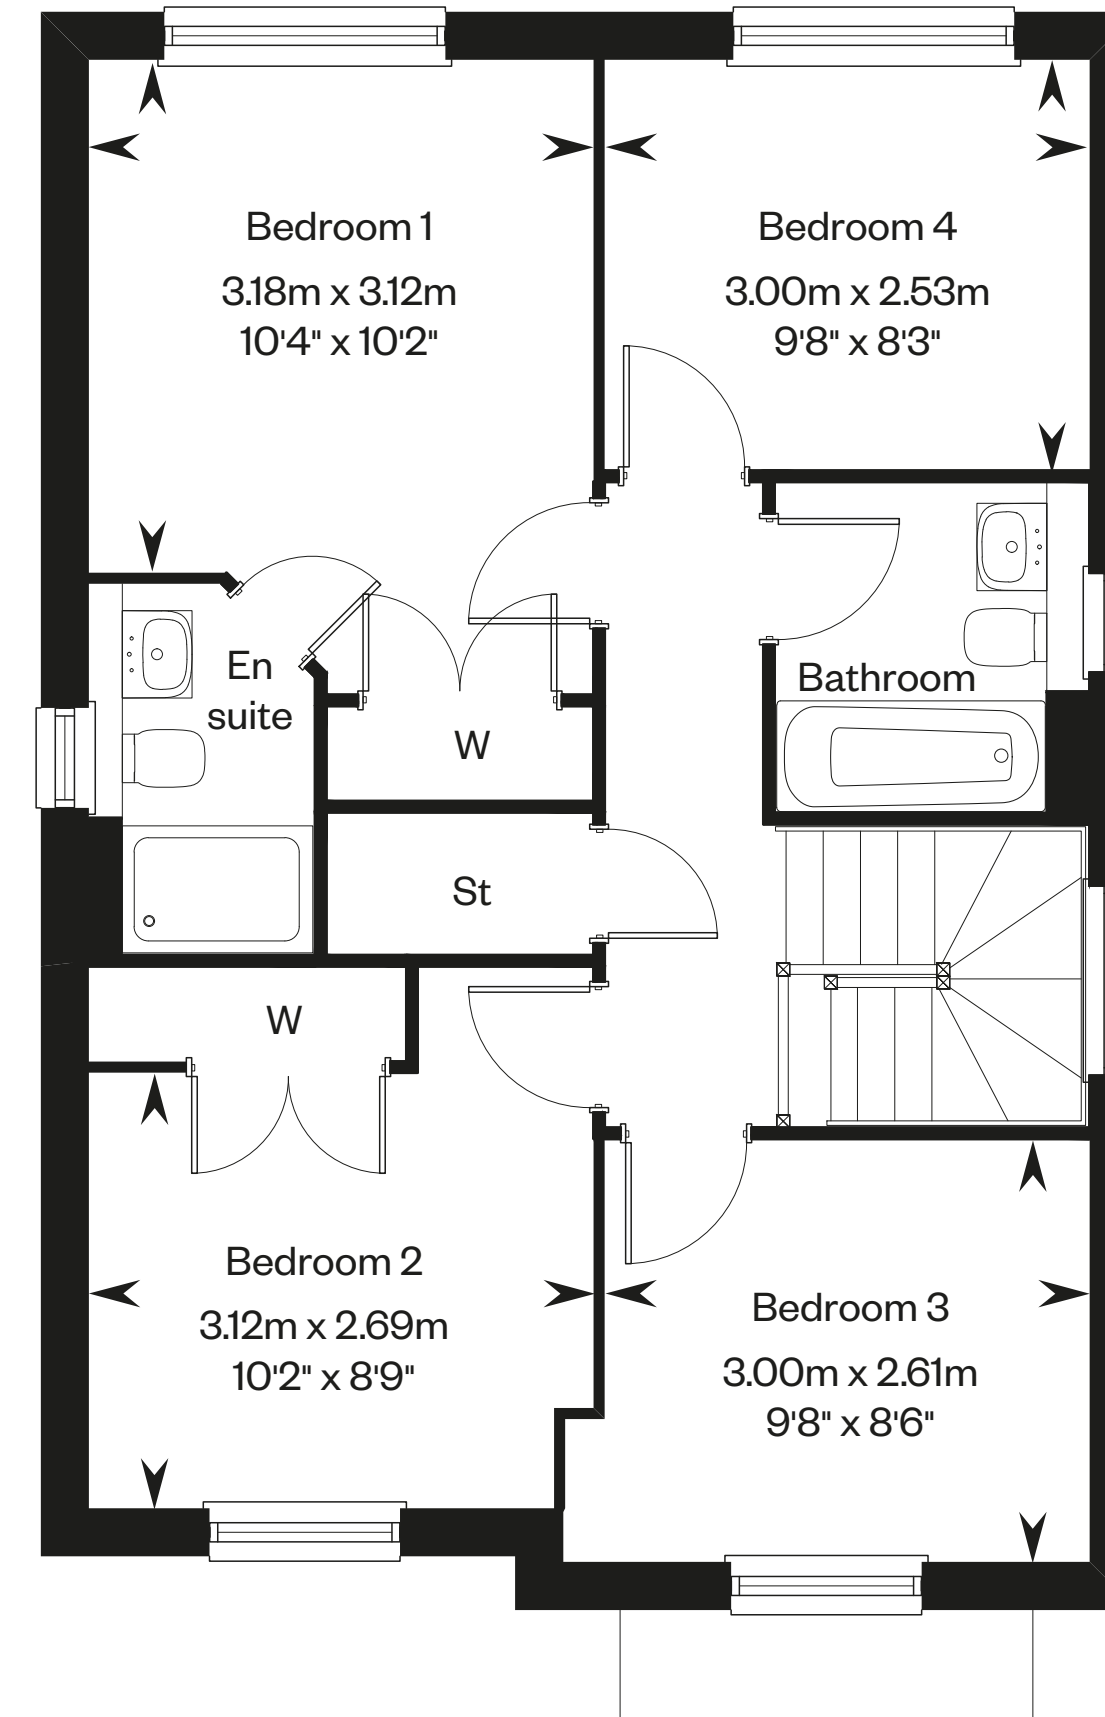 Bedroom 1
3.18m x 3.12m
10'4" x 10'2"
Bedroom 4
3.00m x 2.53m
9'8" x 8'3"
En
suite
Bathroom
W
St
W
Bedroom 2
3.12m x 2.69m
10'2" x 8'9"
Bedroom 3
3.00m x 2.61m
9'8" x 8'6"